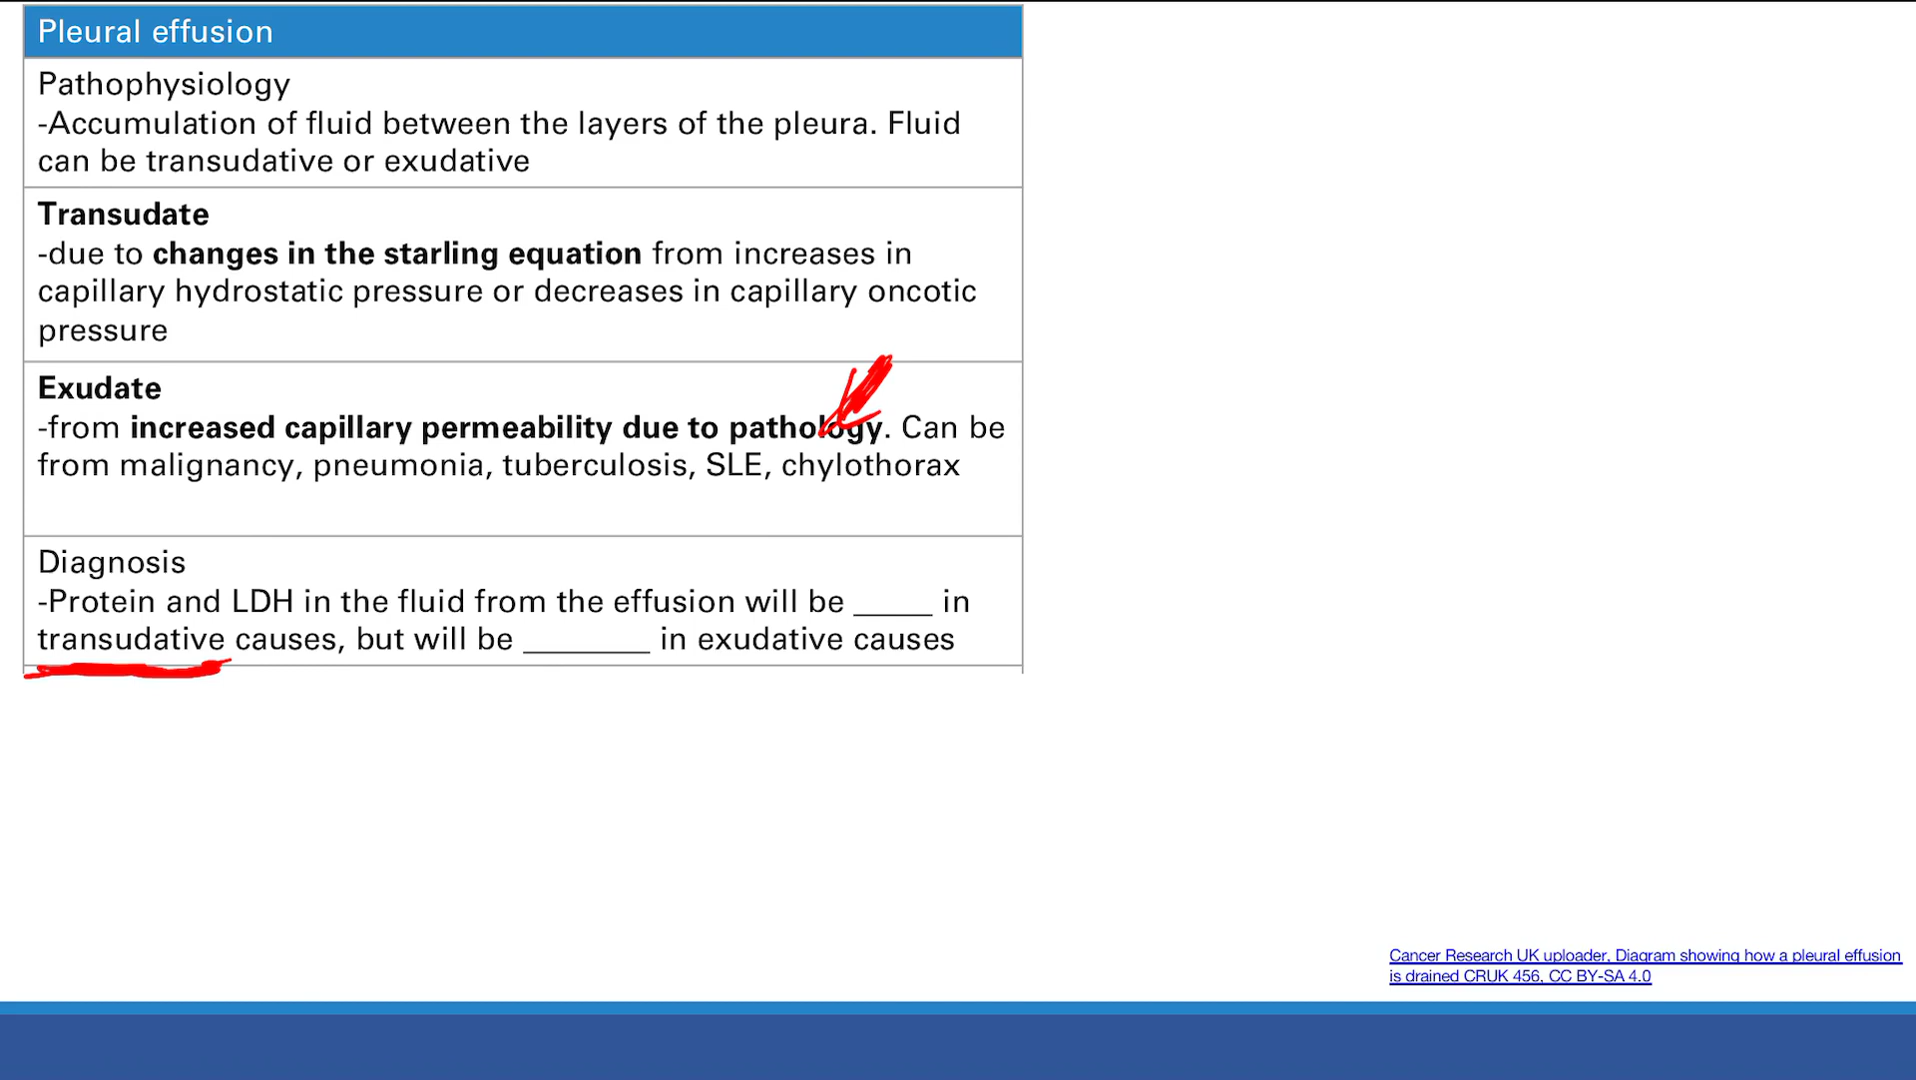 Pleural effusion
Pathophysiology
-Accumulation of fluid between the layers of the pleura. Fluid
can be transudative or exudative
Transudate
-due to changes in the starling equation from increases in
capillary hydrostatic pressure or decreases in capillary oncotic
pressure
Exudate
-from increased capillary permeability due to pathology. Can be
from malignancy, pneumonia, tuberculosis, SLE, chylothorax
Diagnosis
-Protein and LDH in the fluid from the effusion will be _____ in
transudative causes, but will be ________ in exudative causes
Cancer Research UK uploader, Diagram showing how a pleural effusion
is drained CRUK 456, CC BY-SA 4.0